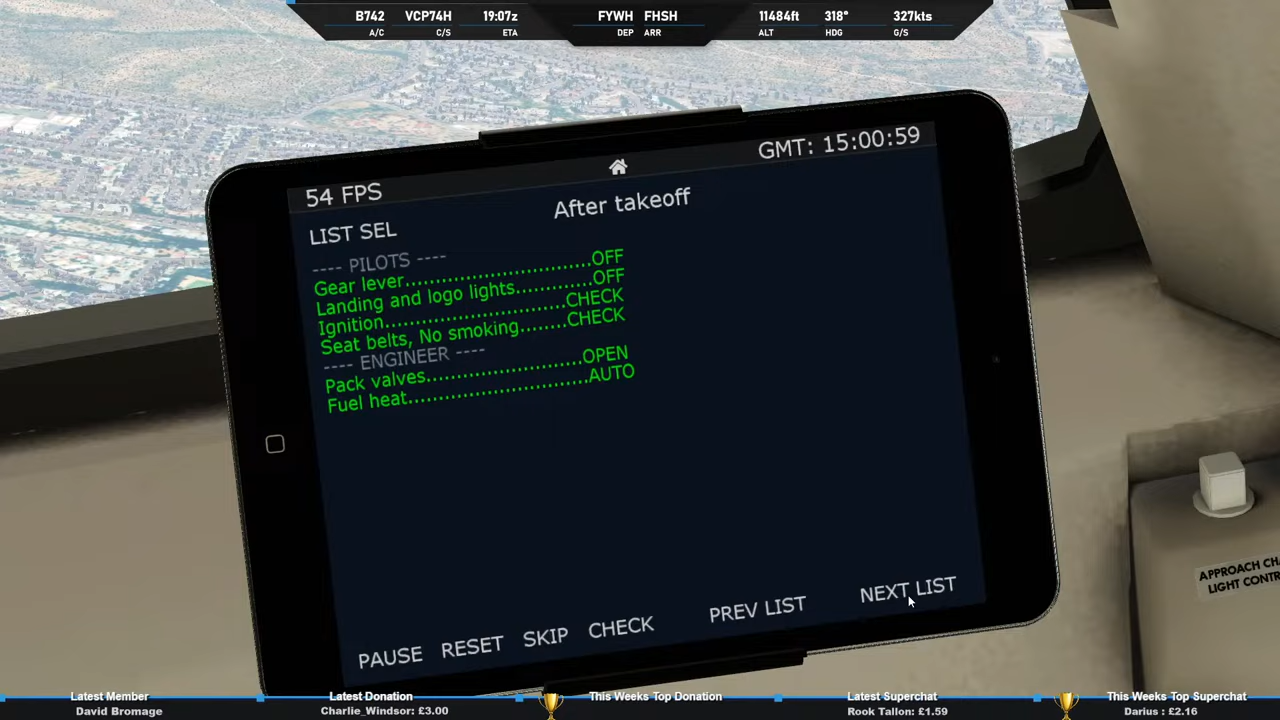 B742 VCP74H 19:07z FYWH FHSH 11484ft 318° 327kts
A/C C/S ETA DEP ARR ALT HDG G/S
54 FPS GMT: 15:00:59
LIST SEL After takeoff
---- PILOTS ----
Gear lever..............................OFF
Landing and logo lights.............OFF
Ignition..............................CHECK
Seat belts, No smoking........CHECK
---- ENGINEER ----
Pack valves.........................OPEN
Fuel heat.............................AUTO
PAUSE RESET SKIP CHECK PREV LIST NEXT LIST
APPROACH CH
LIGHT CONTR
Latest Member Latest Donation This Weeks Top Donation Latest Superchat This Weeks Top Superchat
David Bromage Charlie_Windsor: £3.00 Rook Tallon: £1.59 Darius : £2.16